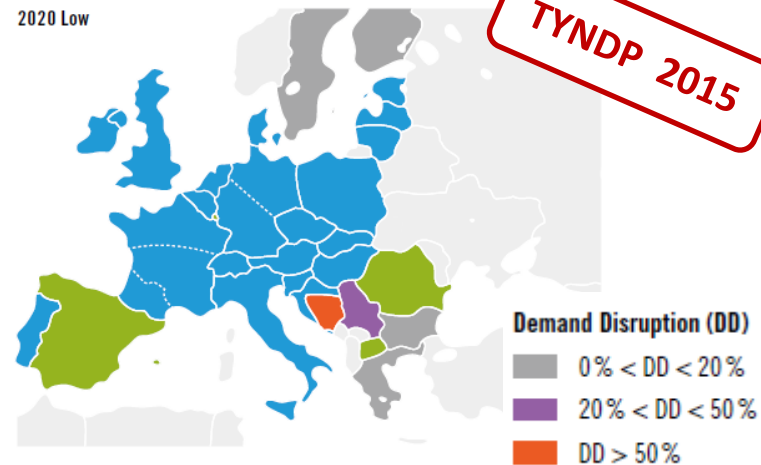 2020 Low
TYNDP 2015
Demand Disruption (DD)
0% < DD < 20%
20% < DD < 50%
DD > 50%